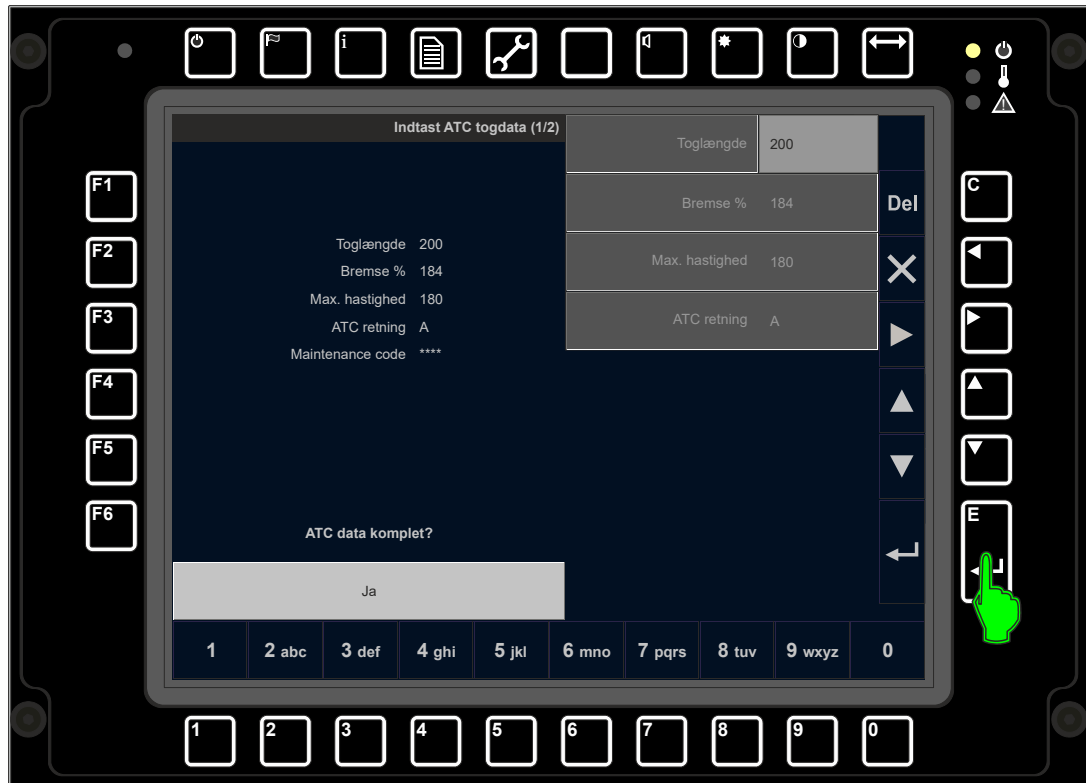 i
Indtast ATC togdata (1/2)
Toglængde 200
Bremse % 184
Max. hastighed 180
ATC retning A
F1
F2
F3
F4
F5
F6
Toglængde 200
Bremse % 184
Max. hastighed 180
ATC retning A
Maintenance code ****
ATC data komplet?
Ja
Del
C
E
1 2 abc 3 def 4 ghi 5 jkl 6 mno 7 pqrs 8 tuv 9 wxyz 0
1 2 3 4 5 6 7 8 9 0